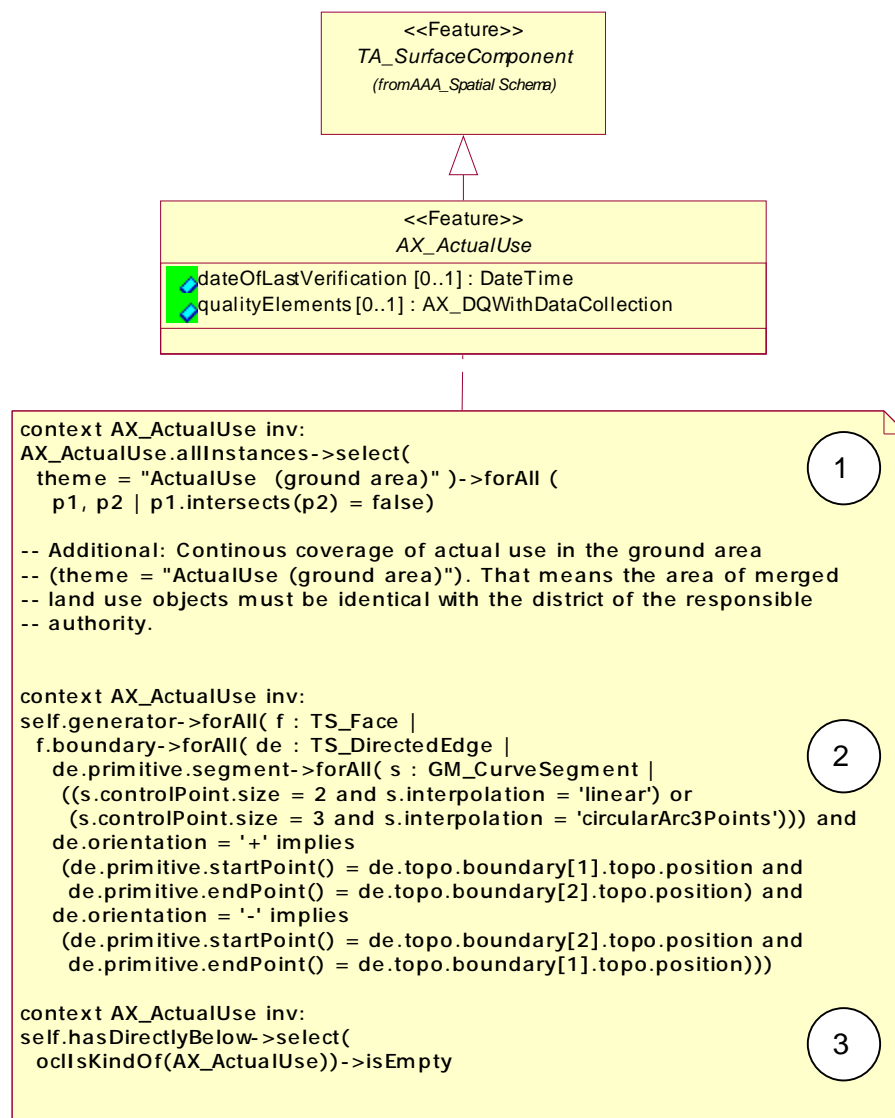 <<Feature>>
TA_SurfaceComponent
(fromAAA_Spatial Schema)
<<Feature>>
AX_ActualUse
dateOfLastVerification [0..1] : DateTime
qualityElements [0..1] : AX_DQWithDataCollection
context AX_ActualUse inv:
AX_ActualUse.allInstances->select(
theme = "ActualUse (ground area)" )->forAll (
p1, p2 | p1.intersects(p2) = false)
1
-- Additional: Continous coverage of actual use in the ground area
-- (theme = "ActualUse (ground area)"). That means the area of merged
-- land use objects must be identical with the district of the responsible
-- authority.
context AX_ActualUse inv:
self.generator->forAll( f : TS_Face |
f.boundary->forAll( de : TS_DirectedEdge |
de.primitive.segment->forAll( s : GM_CurveSegment |
((s.controlPoint.size = 2 and s.interpolation = 'linear') or
(s.controlPoint.size = 3 and s.interpolation = 'circularArc3Points'))) and
de.orientation = '+' implies
(de.primitive.startPoint() = de.topo.boundary[1].topo.position and
de.primitive.endPoint() = de.topo.boundary[2].topo.position) and
de.orientation = '-' implies
(de.primitive.startPoint() = de.topo.boundary[2].topo.position and
de.primitive.endPoint() = de.topo.boundary[1].topo.position)))
2
context AX_ActualUse inv:
self.hasDirectlyBelow->select(
oclIsKindOf(AX_ActualUse))->isEmpty
3